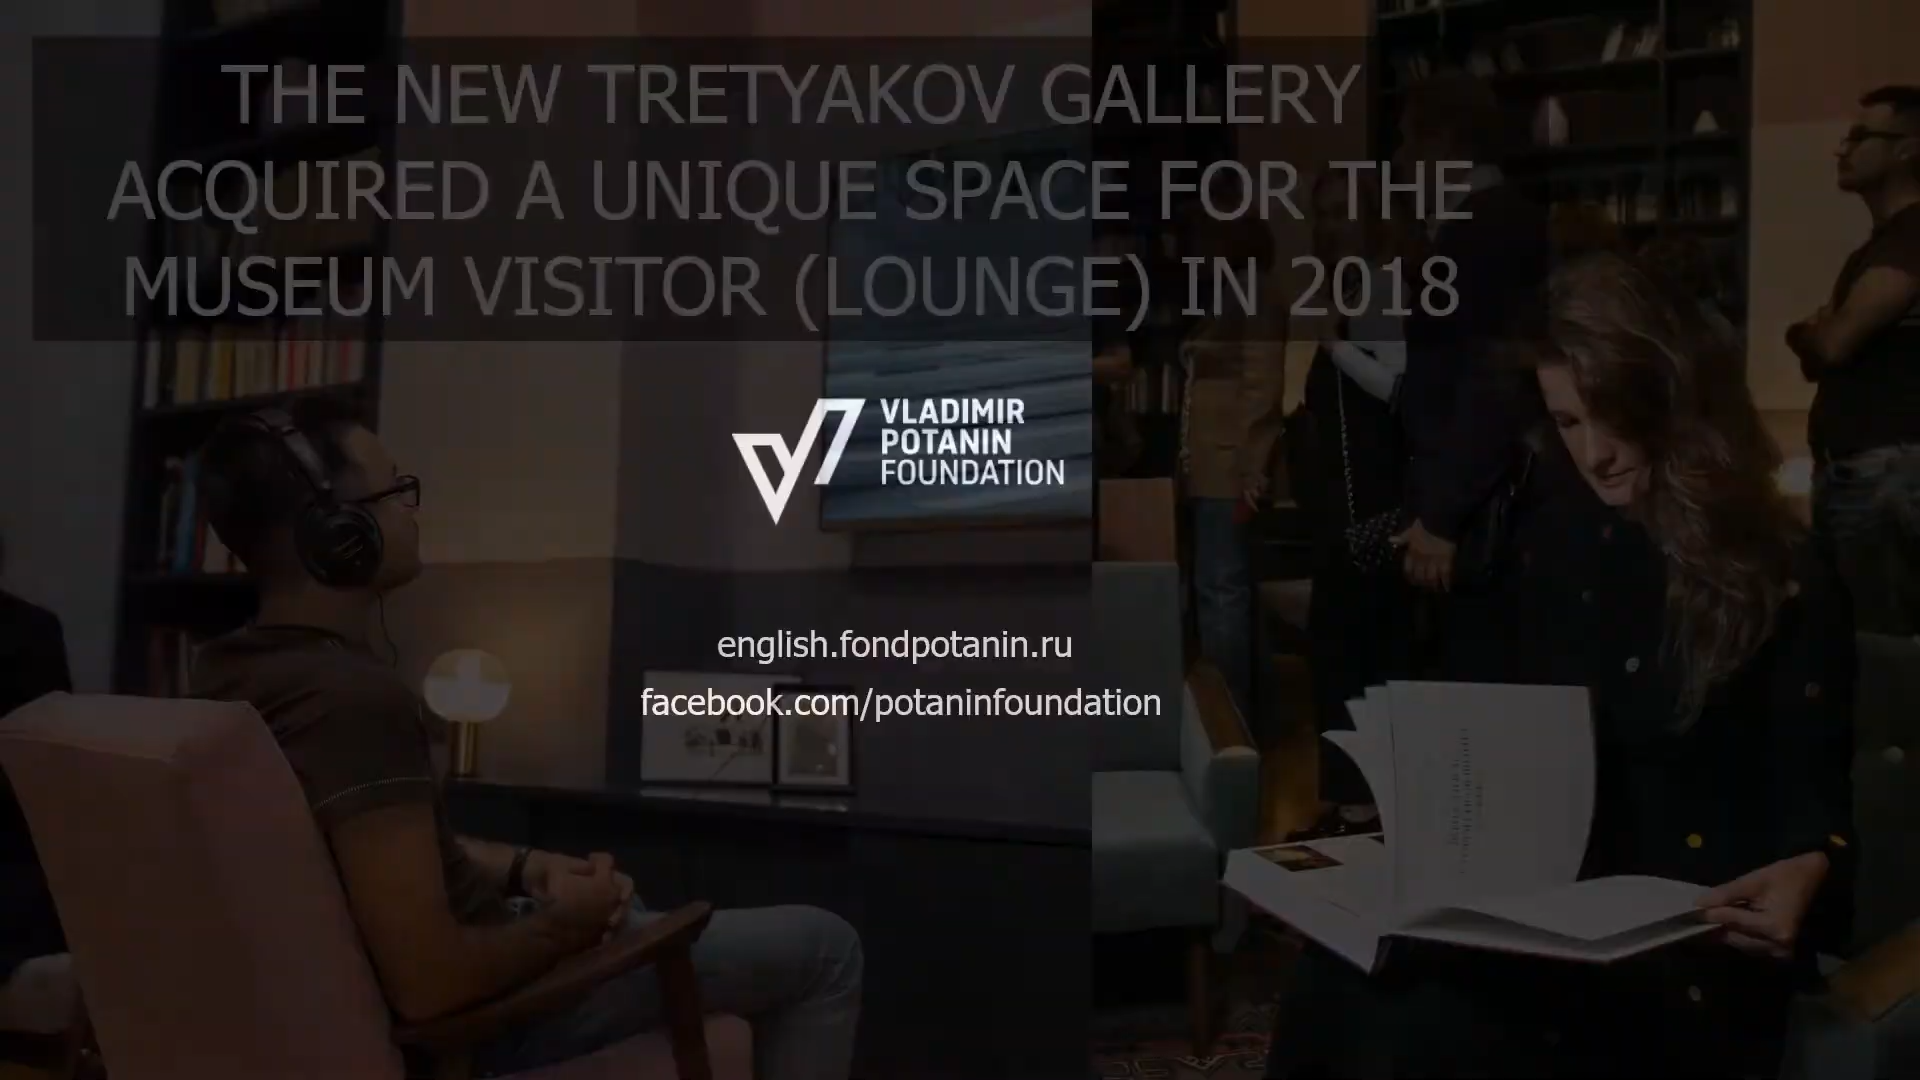 THE NEW TRETYAKOV GALLERY
ACQUIRED A UNIQUE SPACE FOR THE
MUSEUM VISITOR (LOUNGE) IN 2018
VLADIMIR
POTANIN
FOUNDATION
english.fondpotanin.ru
facebook.com/potaninfoundation